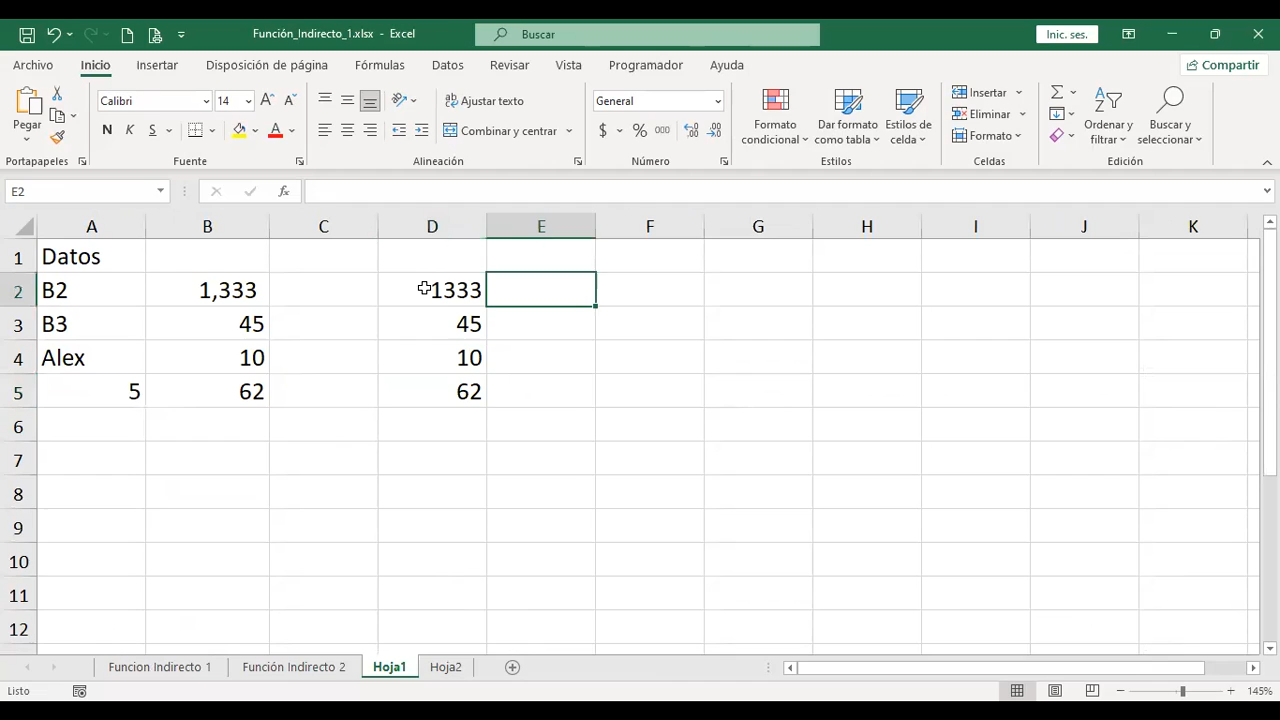 Función_Indirecto_1.xlsx - Excel
Buscar
Inic. ses.
Archivo Inicio Insertar Disposición de página Fórmulas Datos Revisar Vista Programador Ayuda Compartir
Pegar
Portapapeles
Calibri 14
N K S
Fuente
Ajustar texto
Combinar y centrar
Alineación
General
$ % 000
Número
Formato condicional
Dar formato como tabla
Estilos de celda
Estilos
Insertar
Eliminar
Formato
Celdas
Ordenar y filtrar
Buscar y seleccionar
Edición
E2 fx
A B C D E F G H I J K
1 Datos
2 B2 1,333 1333
3 B3 45 45
4 Alex 10 10
5 5 62 62
6
7
8
9
10
11
12
Funcion Indirecto 1 Función Indirecto 2 Hoja1 Hoja2
Listo 145%